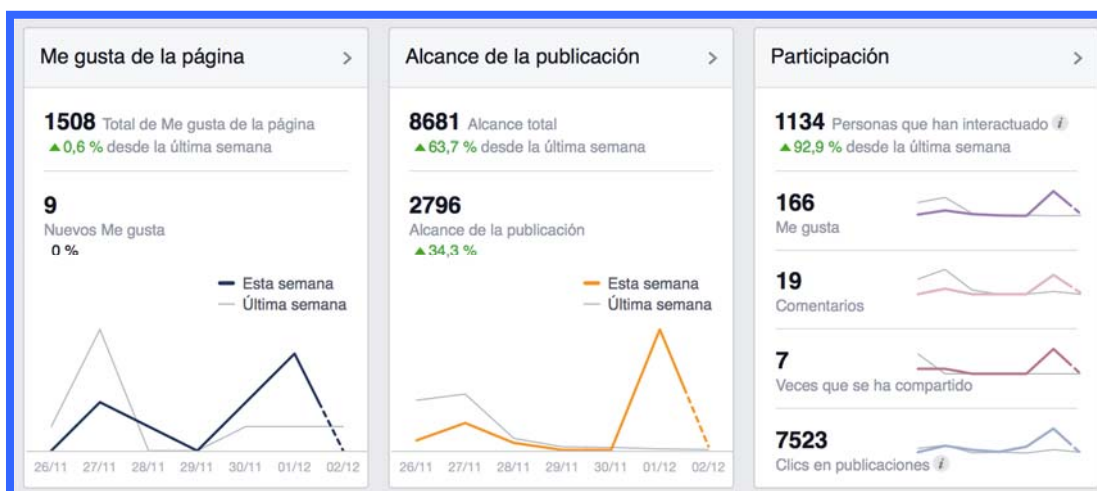 Me gusta de la página
1508 Total de Me gusta de la página
▲0,6 % desde la última semana
9
Nuevos Me gusta
0 %
Esta semana
Última semana
26/11 27/11 28/11 29/11 30/11 01/12 02/12
Alcance de la publicación
8681 Alcance total
▲63,7 % desde la última semana
2796
Alcance de la publicación
▲34,3 %
Esta semana
Última semana
26/11 27/11 28/11 29/11 30/11 01/12 02/12
Participación
1134 Personas que han interactuado i
▲92,9 % desde la última semana
166
Me gusta
19
Comentarios
7
Veces que se ha compartido
7523
Clics en publicaciones i